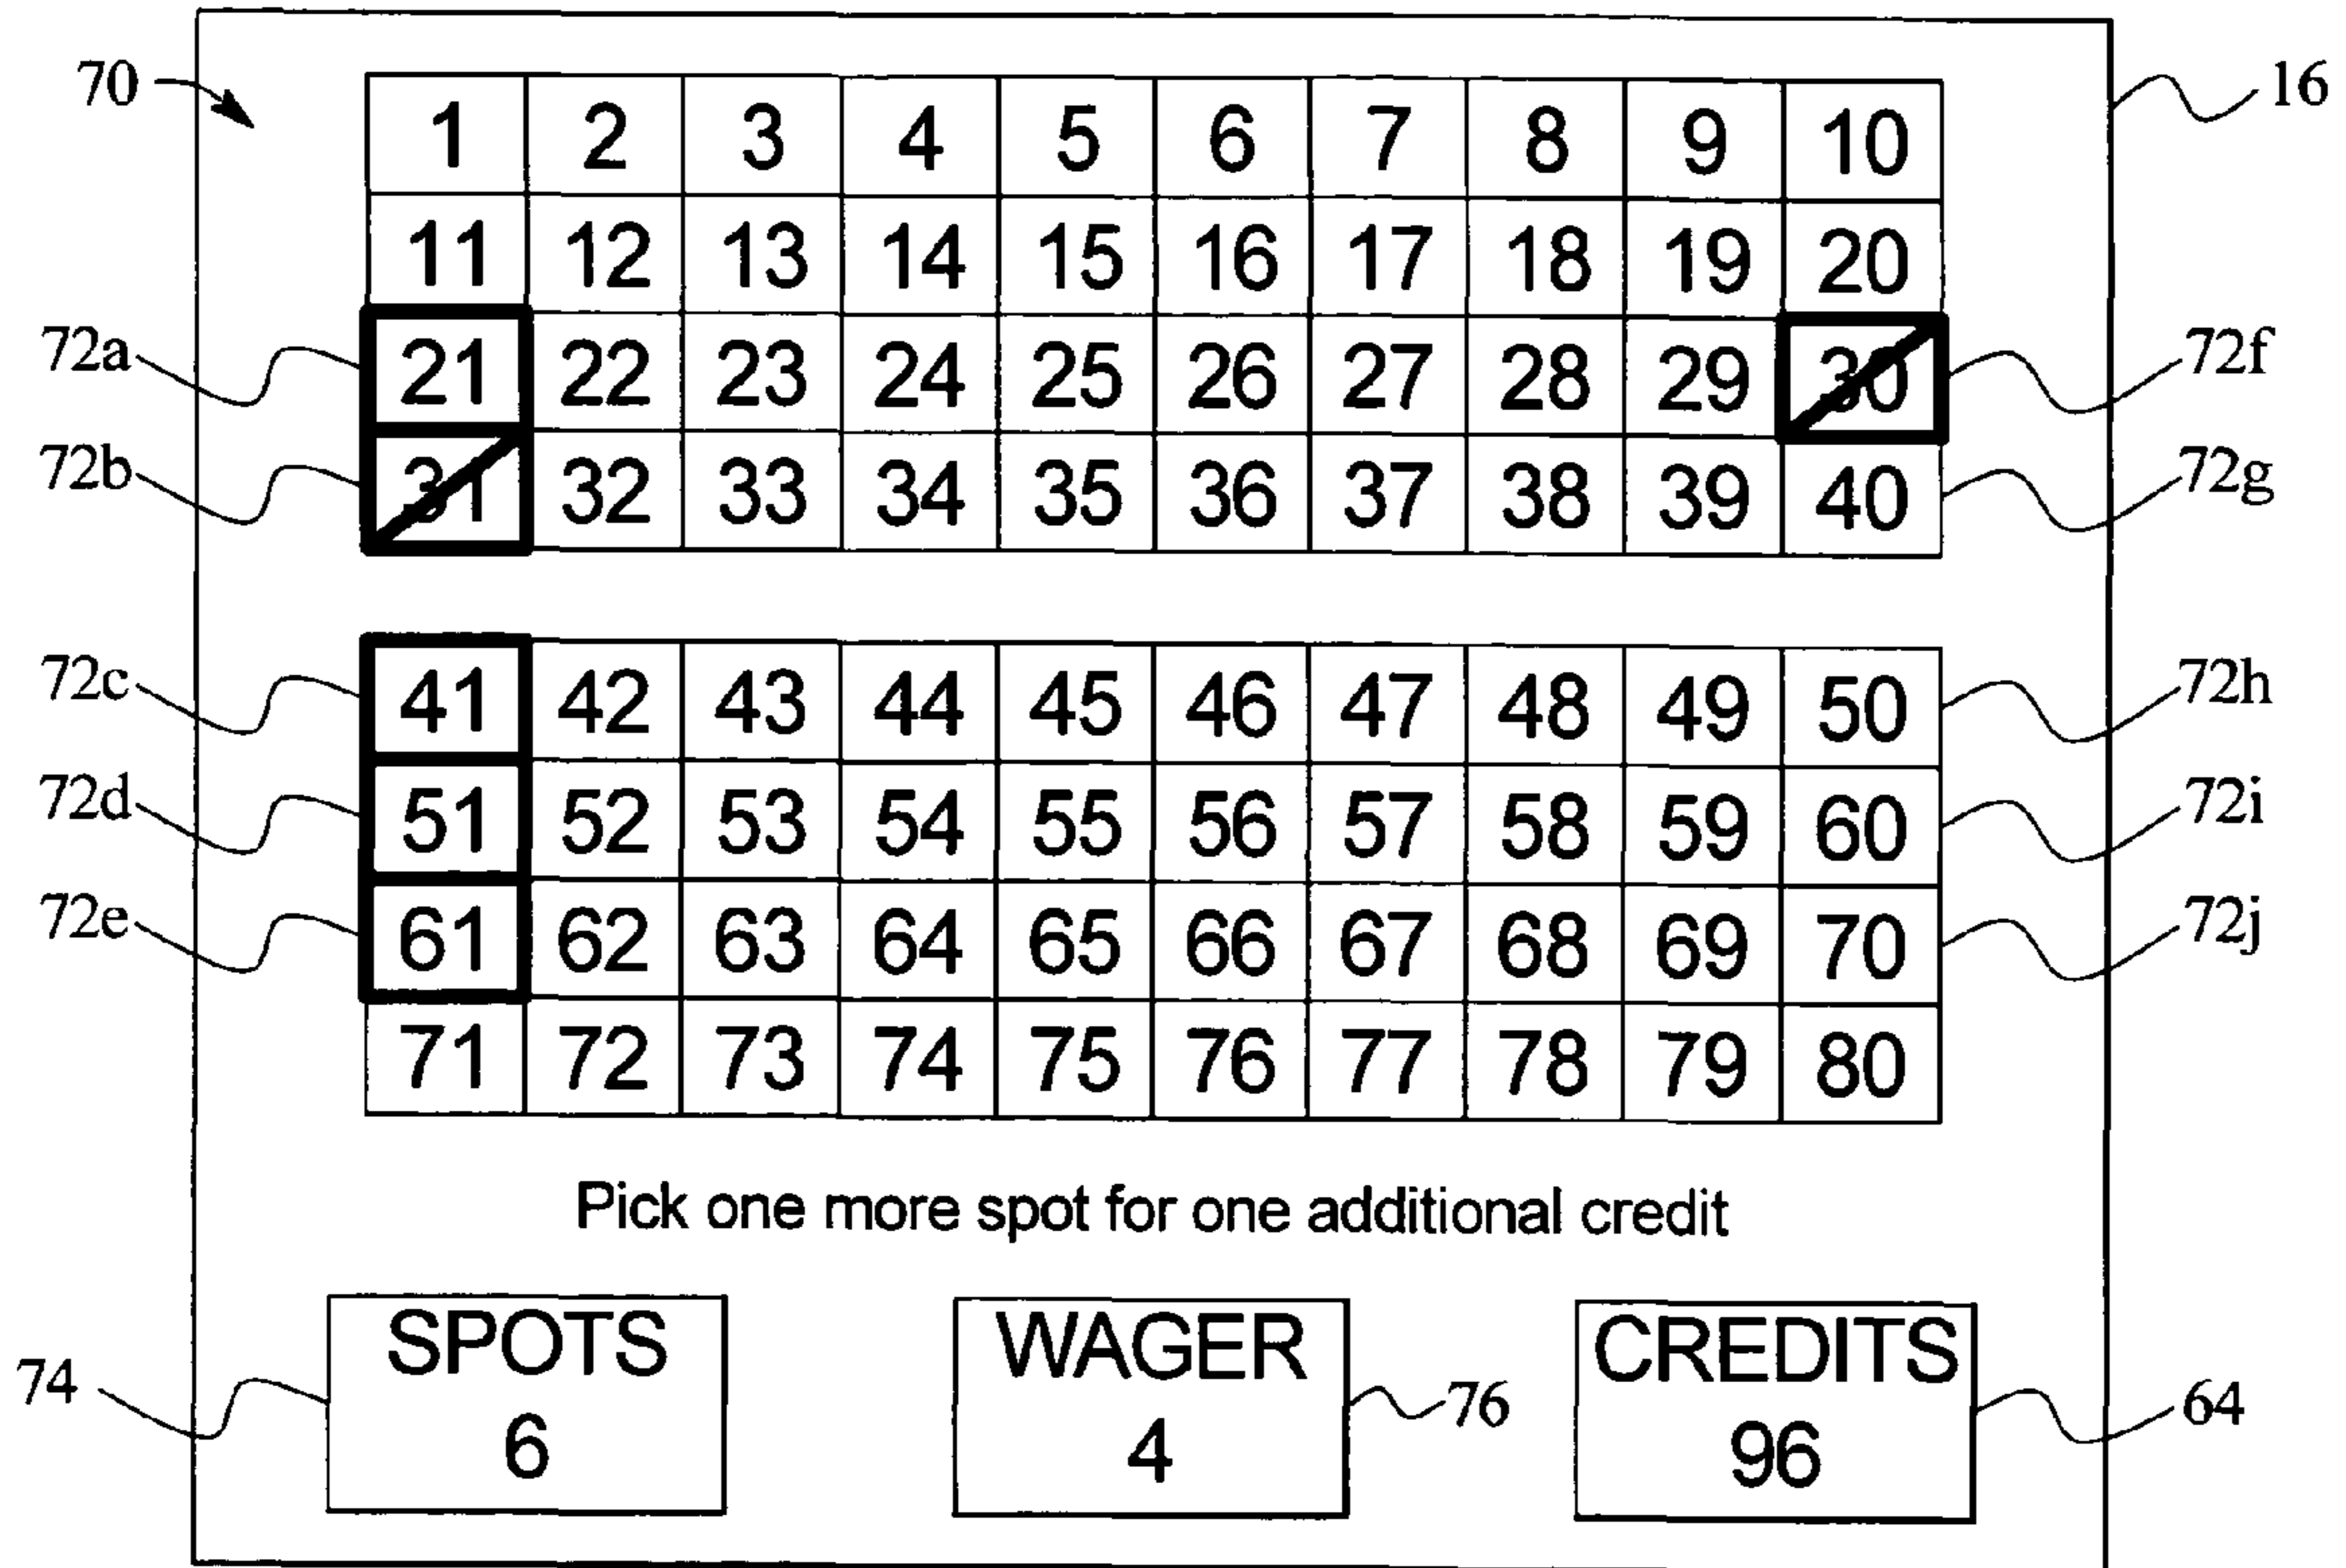 70 16
1 2 3 4 5 6 7 8 9 10
11 12 13 14 15 16 17 18 19 20
72a 21 22 23 24 25 26 27 28 29 30 72f
72b 31 32 33 34 35 36 37 38 39 40 72g
72c 41 42 43 44 45 46 47 48 49 50 72h
72d 51 52 53 54 55 56 57 58 59 60 72i
72e 61 62 63 64 65 66 67 68 69 70 72j
71 72 73 74 75 76 77 78 79 80
Pick one more spot for one additional credit
SPOTS WAGER CREDITS
74 76 64
6 4 96